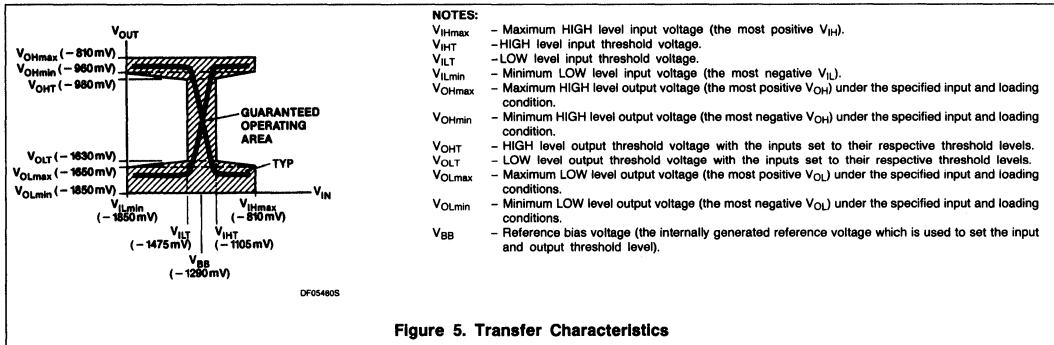 VOUT
VOHmax (−810mV)
VOHmin (−960mV)
VOHT (−980mV)
GUARANTEED
OPERATING
AREA
VOLT (−1630mV)
VOLmax (−1650mV)
VOLmin (−1850mV)
TYP
VIN
VILmin
(−1850mV)
VIHmax
(−810mV)
VILT
(−1475mV)
VIHT
(−1105mV)
VBB
(−1290mV)
DF05480S
NOTES:
VIHmax – Maximum HIGH level input voltage (the most positive VIH).
VIHT – HIGH level input threshold voltage.
VILT – LOW level input threshold voltage.
VILmin – Minimum LOW level input voltage (the most negative VIL).
VOHmax – Maximum HIGH level output voltage (the most positive VOH) under the specified input and loading
condition.
VOHmin – Minimum HIGH level output voltage (the most negative VOH) under the specified input and loading
condition.
VOHT – HIGH level output threshold voltage with the inputs set to their respective threshold levels.
VOLT – LOW level output threshold voltage with the inputs set to their respective threshold levels.
VOLmax – Maximum LOW level output voltage (the most positive VOL) under the specified input and loading
conditions.
VOLmin – Minimum LOW level output voltage (the most negative VOL) under the specified input and loading
conditions.
VBB – Reference bias voltage (the internally generated reference voltage which is used to set the input
and output threshold level).
Figure 5. Transfer Characteristics